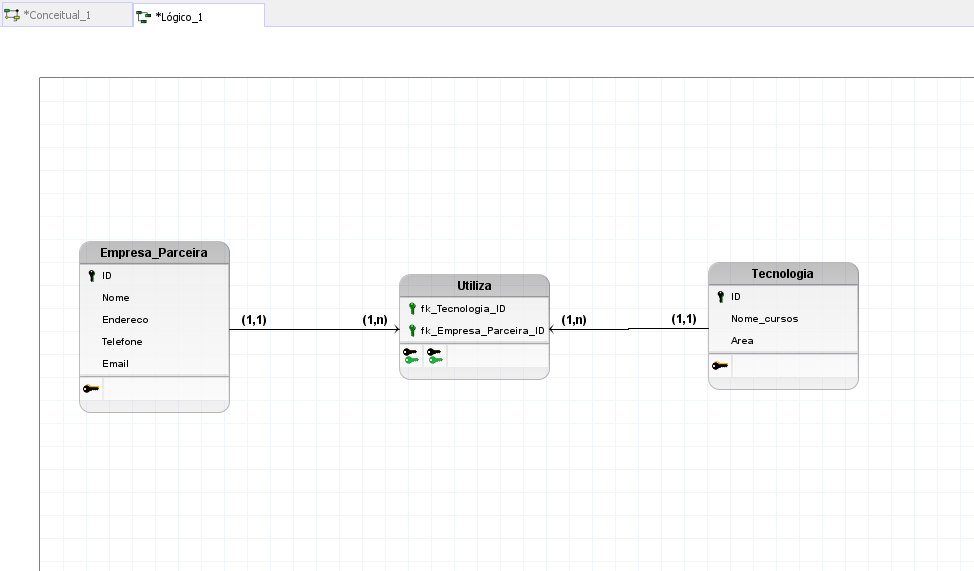 *Conceitual_1
*Lógico_1
Empresa_Parceira
ID
Nome
Endereco
Telefone
Email
(1,1)
(1,n)
Utiliza
fk_Tecnologia_ID
fk_Empresa_Parceira_ID
(1,n)
(1,1)
Tecnologia
ID
Nome_cursos
Area